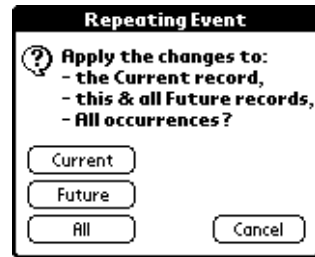 Repeating Event
Apply the changes to:
- the Current record,
- this & all Future records,
- All occurrences?
Current
Future
All
Cancel